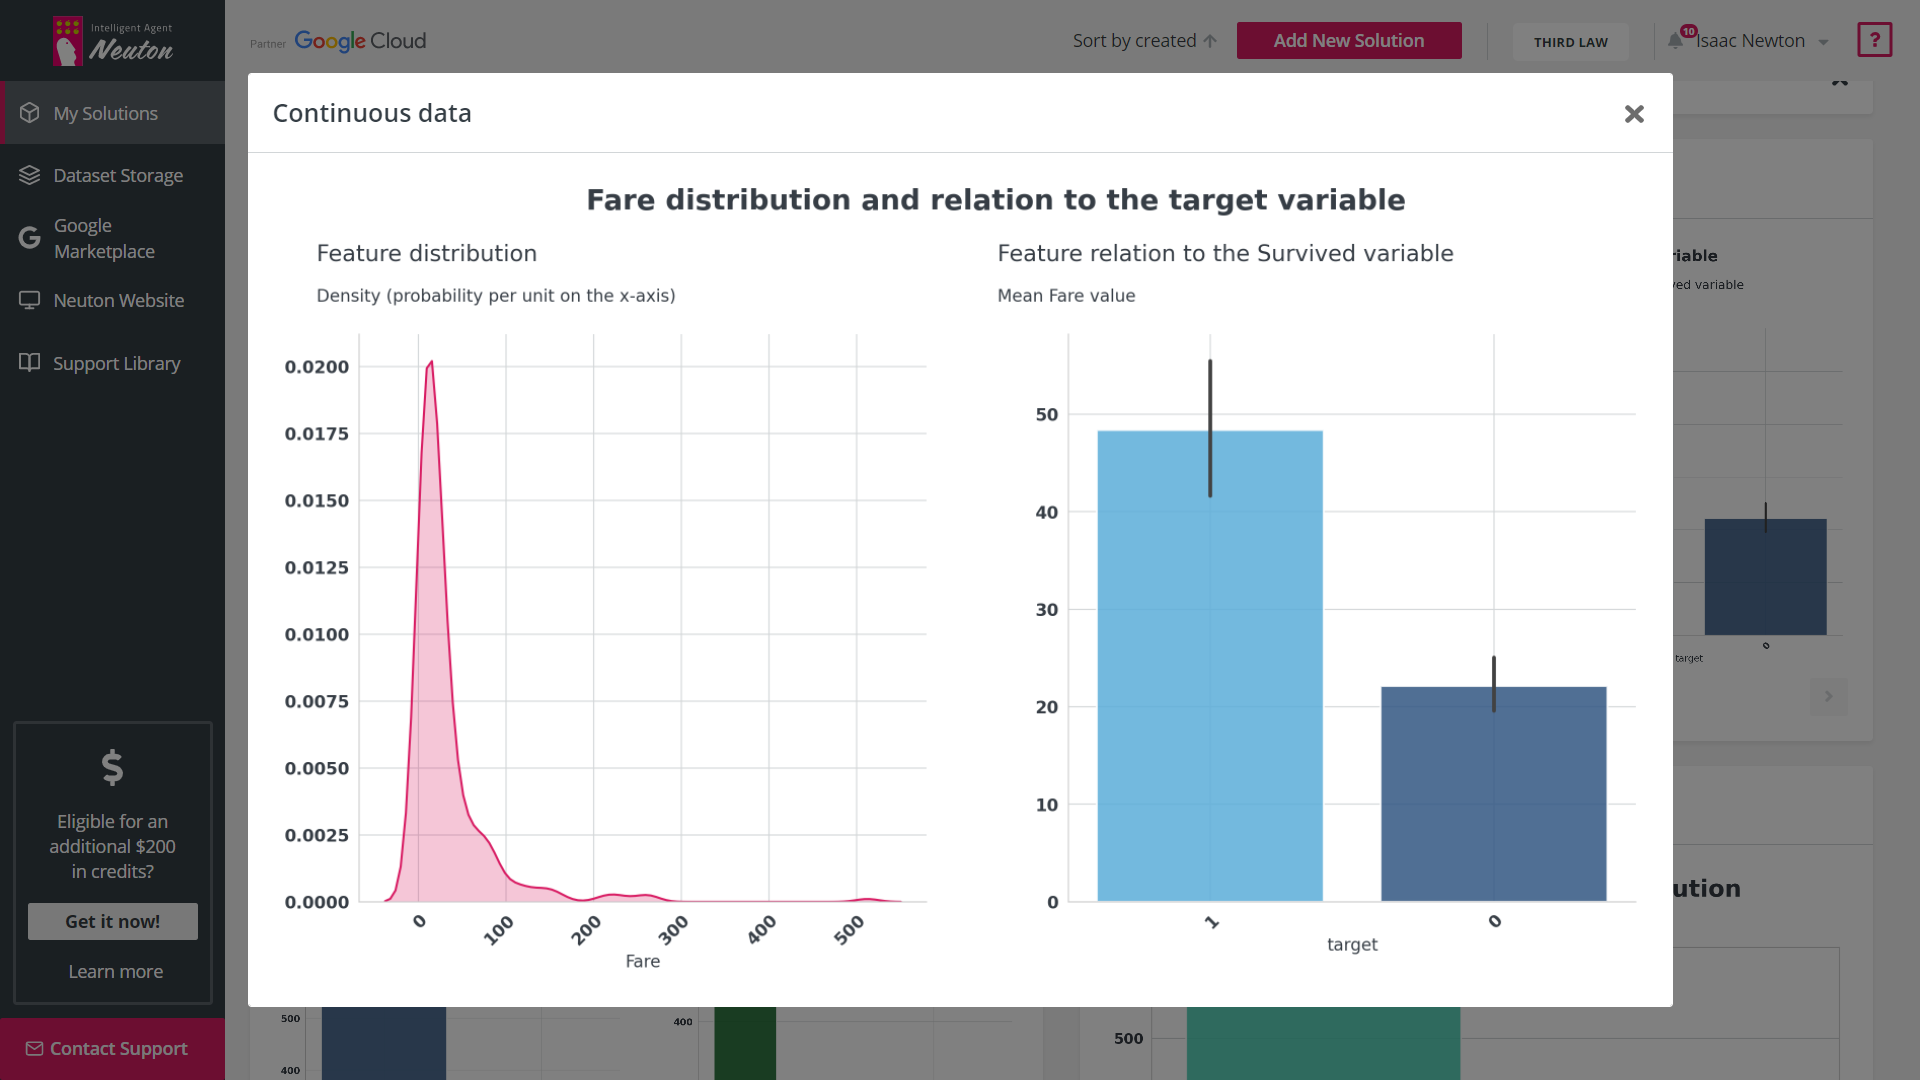 Intelligent Agent
Neuton
My Solutions
Dataset Storage
Google
Marketplace
Neuton Website
Support Library
$
Eligible for an
additional $200
in credits?
Get it now!
Learn more
Contact Support
Partner Google Cloud
Sort by created
Add New Solution
THIRD LAW
10
Isaac Newton
?
Continuous data
Fare distribution and relation to the target variable
Feature distribution
Density (probability per unit on the x-axis)
0.0200
0.0175
0.0150
0.0125
0.0100
0.0075
0.0050
0.0025
0.0000
0
100
200
300
400
500
Fare
Feature relation to the Survived variable
Mean Fare value
50
40
30
20
10
0
1
0
target
riable
ved variable
0
target
ution
500
400
400
500